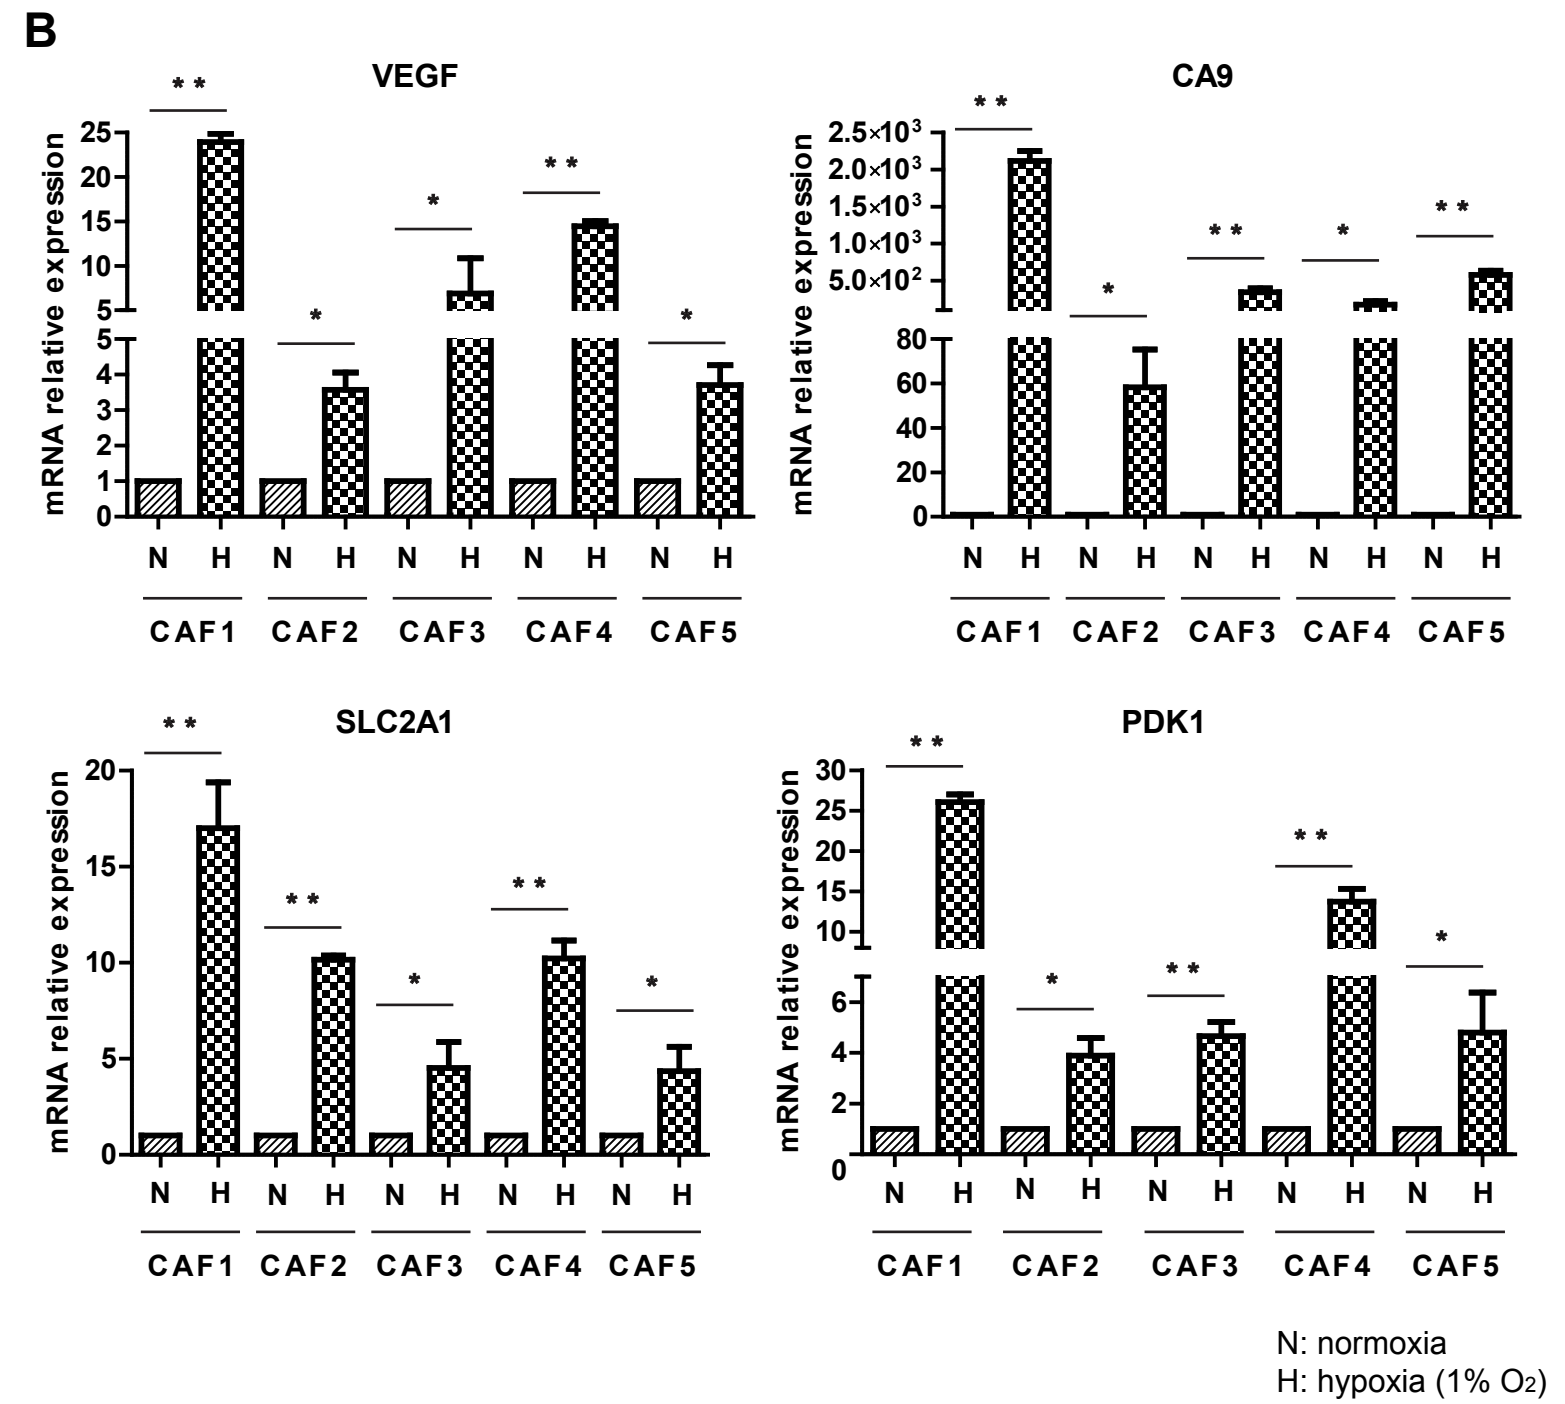 B
VEGF
mRNA relative expression
25
20
15
10
5
5
4
3
2
1
0
** * * ** *
N H N H N H N H N H
CAF1 CAF2 CAF3 CAF4 CAF5
CA9
mRNA relative expression
2.5×10³
2.0×10³
1.5×10³
1.0×10³
5.0×10²
80
60
40
20
0
** * ** * **
N H N H N H N H N H
CAF1 CAF2 CAF3 CAF4 CAF5
SLC2A1
mRNA relative expression
20
15
10
5
0
** ** * ** *
N H N H N H N H N H
CAF1 CAF2 CAF3 CAF4 CAF5
PDK1
mRNA relative expression
30
25
20
15
10
6
4
2
0
** * ** ** *
N H N H N H N H N H
CAF1 CAF2 CAF3 CAF4 CAF5
N: normoxia
H: hypoxia (1% O₂)